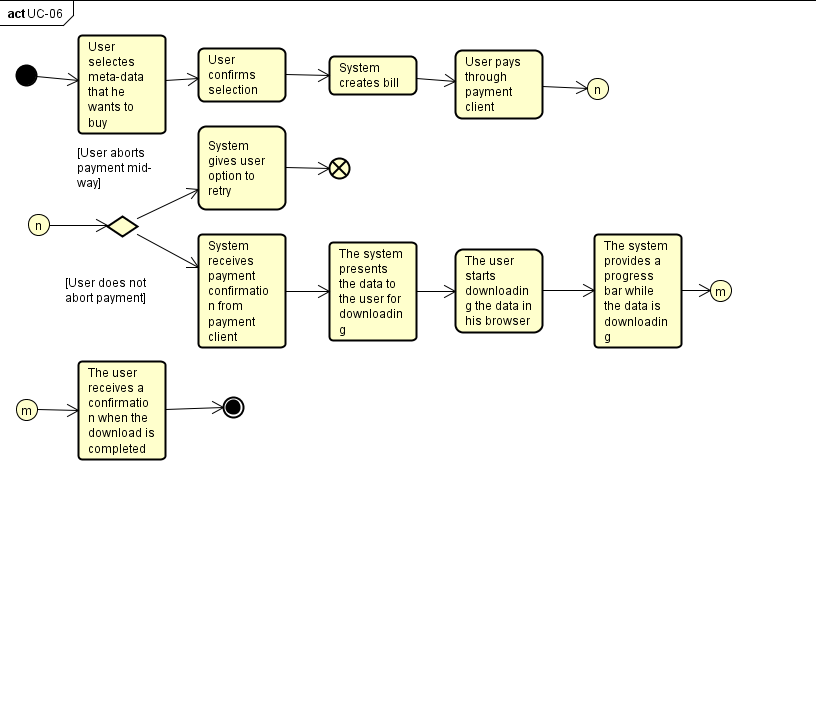 act UC-06
User
selectes
meta-data
that he
wants to
buy
User
confirms
selection
System
creates bill
User pays
through
payment
client
n
[User aborts
payment mid-
way]
System
gives user
option to
retry
n
[User does not
abort payment]
System
receives
payment
confirmatio
n from
payment
client
The system
presents
the data to
the user for
downloadin
g
The user
starts
downloadin
g the data in
his browser
The system
provides a
progress
bar while
the data is
downloadin
g
m
m
The user
receives a
confirmatio
n when the
download is
completed